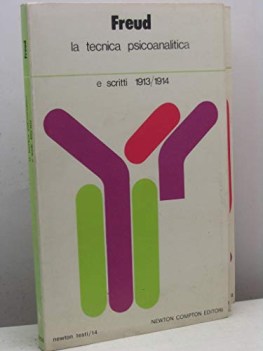 Freud
la tecnica psicoanalitica
e scritti 1913/1914
newton testi/14
NEWTON COMPTON EDITORI